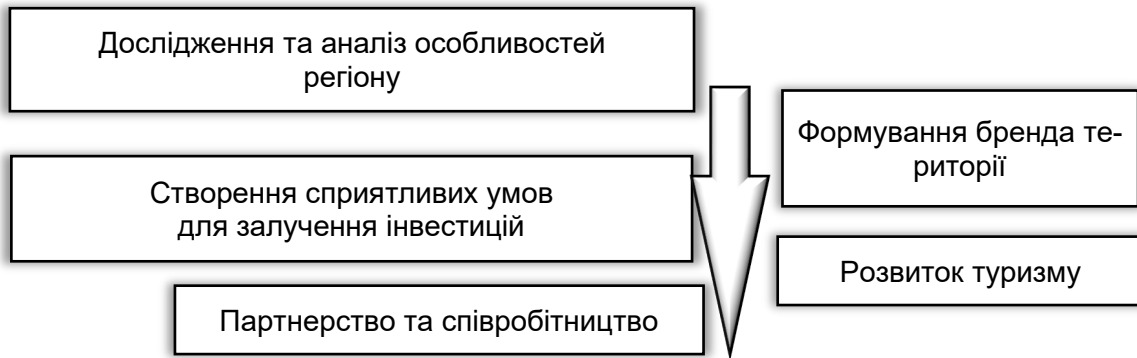 Дослідження та аналіз особливостей
регіону
Формування бренда те-
риторії
Створення сприятливих умов
для залучення інвестицій
Розвиток туризму
Партнерство та співробітництво